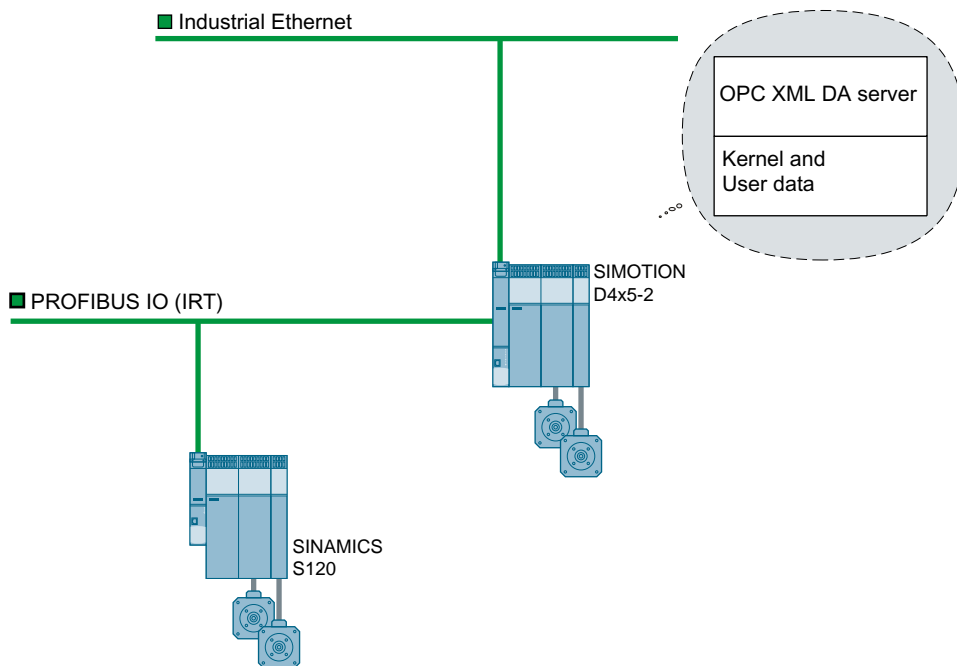 Industrial Ethernet
OPC XML DA server
Kernel and
User data
SIMOTION
D4x5-2
PROFIBUS IO (IRT)
SINAMICS
S120